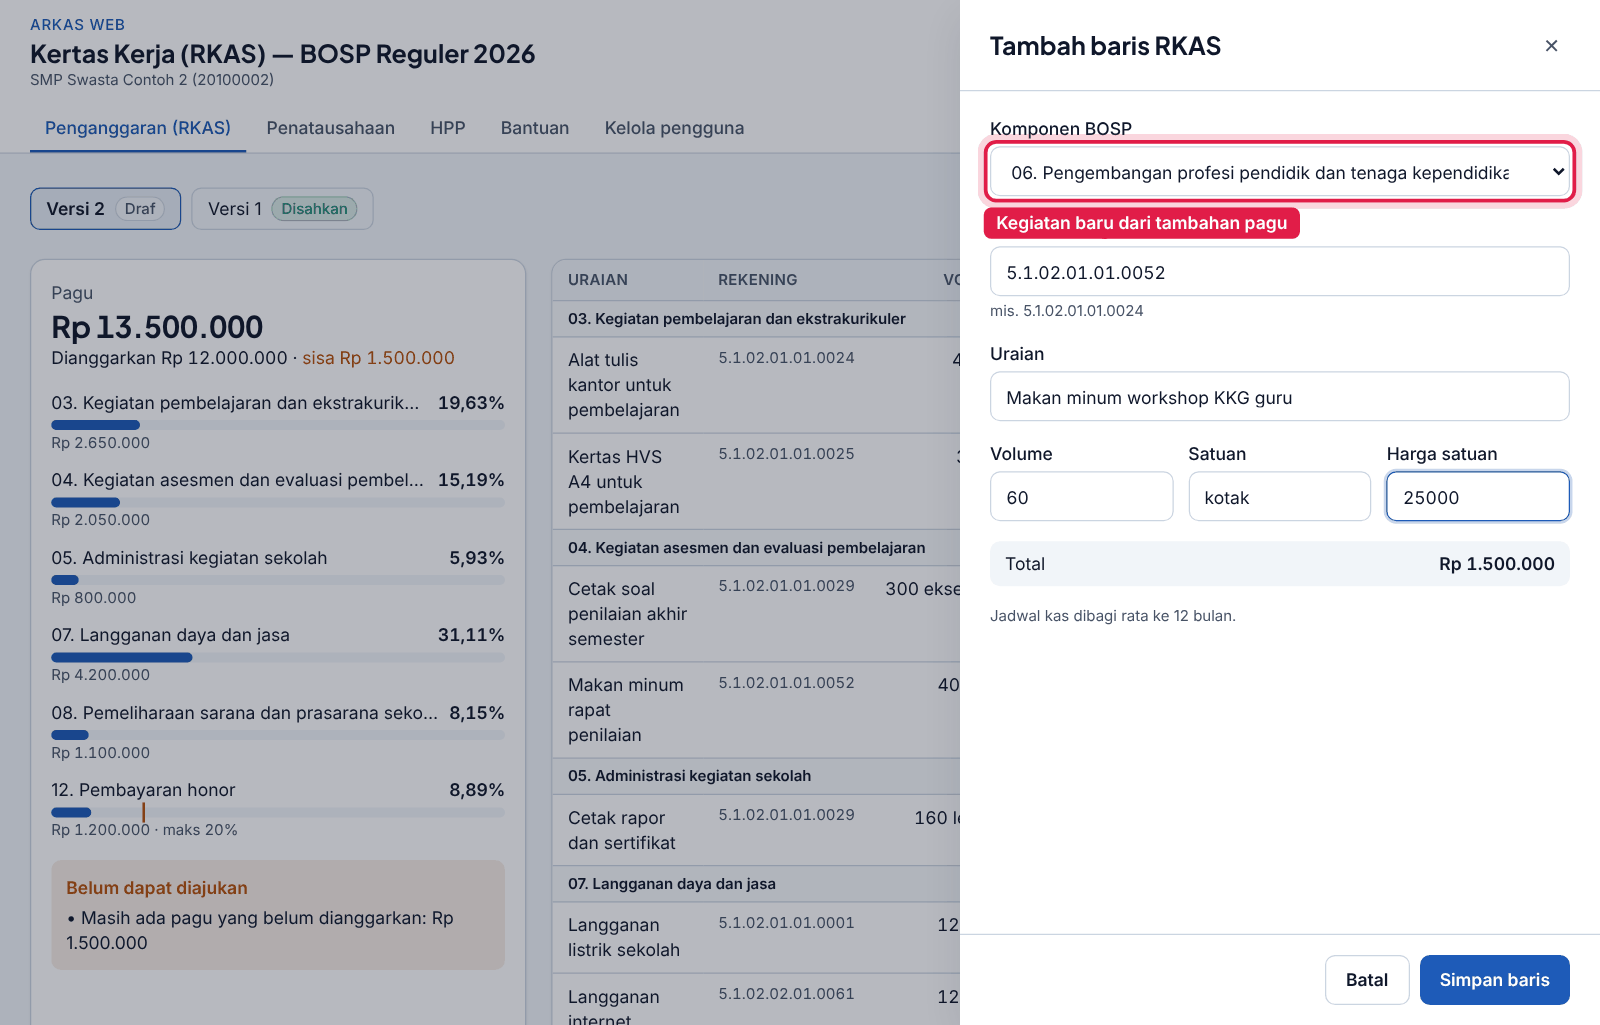 ARKAS WEB
Kertas Kerja (RKAS) — BOSP Reguler 2026
SMP Swasta Contoh 2 (20100002)
Penganggaran (RKAS)
Penatausahaan
HPP
Bantuan
Kelola pengguna
Versi 2 Draf
Versi 1 Disahkan
Pagu
Rp 13.500.000
Dianggarkan Rp 12.000.000 · sisa Rp 1.500.000
03. Kegiatan pembelajaran dan ekstrakurik... 19,63%
Rp 2.650.000
04. Kegiatan asesmen dan evaluasi pembel... 15,19%
Rp 2.050.000
05. Administrasi kegiatan sekolah 5,93%
Rp 800.000
07. Langganan daya dan jasa 31,11%
Rp 4.200.000
08. Pemeliharaan sarana dan prasarana seko... 8,15%
Rp 1.100.000
12. Pembayaran honor 8,89%
Rp 1.200.000 · maks 20%
Belum dapat diajukan
• Masih ada pagu yang belum dianggarkan: Rp
1.500.000
URAIAN REKENING
03. Kegiatan pembelajaran dan ekstrakurikuler
Alat tulis 5.1.02.01.01.0024
kantor untuk
pembelajaran
Kertas HVS 5.1.02.01.01.0025
A4 untuk
pembelajaran
04. Kegiatan asesmen dan evaluasi pembelajaran
Cetak soal 5.1.02.01.01.0029 300 ekse
penilaian akhir
semester
Makan minum 5.1.02.01.01.0052 40
rapat
penilaian
05. Administrasi kegiatan sekolah
Cetak rapor 5.1.02.01.01.0029 160 le
dan sertifikat
07. Langganan daya dan jasa
Langganan 5.1.02.01.01.0001 12
listrik sekolah
Langganan 5.1.02.02.01.0061 12
internet
Tambah baris RKAS
×
Komponen BOSP
06. Pengembangan profesi pendidik dan tenaga kependidika
Kegiatan baru dari tambahan pagu
5.1.02.01.01.0052
mis. 5.1.02.01.01.0024
Uraian
Makan minum workshop KKG guru
Volume Satuan Harga satuan
60 kotak 25000
Total Rp 1.500.000
Jadwal kas dibagi rata ke 12 bulan.
Batal Simpan baris